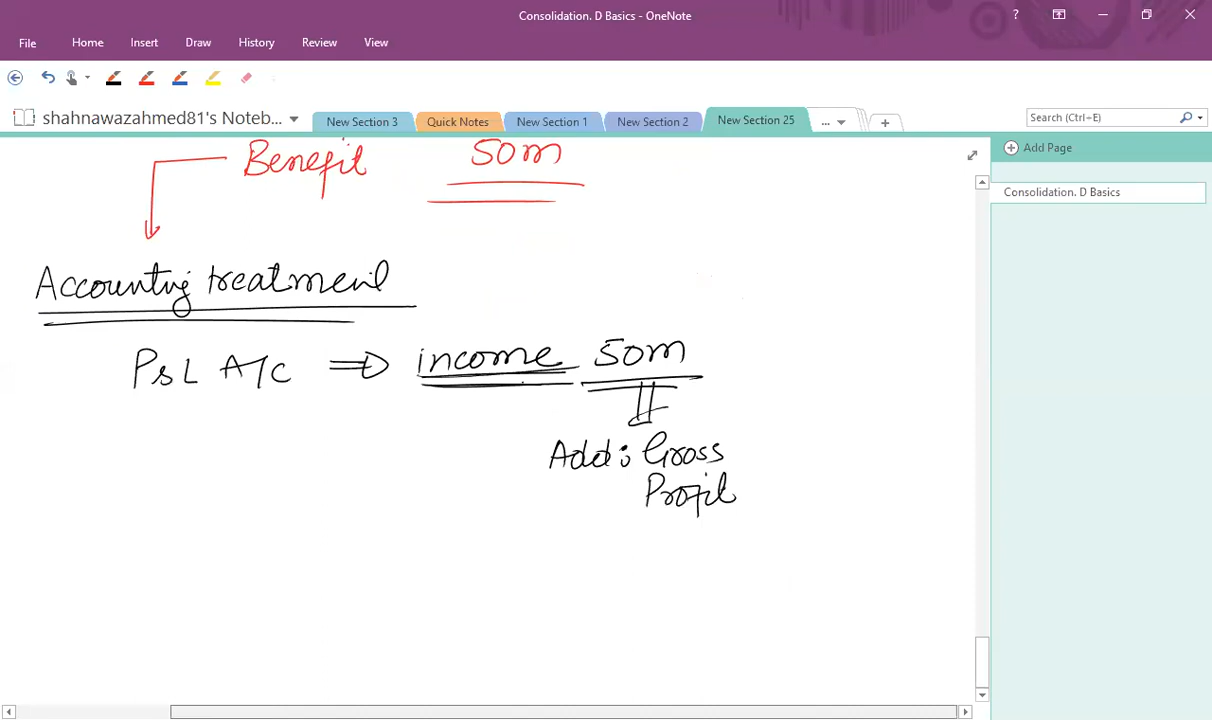 Consolidation. D Basics - OneNote
?
File Home Insert Draw History Review View
shahnawazahmed81's Noteb... New Section 3 Quick Notes New Section 1 New Section 2 New Section 25 ... Search (Ctrl+E)
Add Page
Consolidation. D Basics
Benefit 50m
Accounting treatment
PsL A/c ⇒ income 50m
Add: Gross
Profit